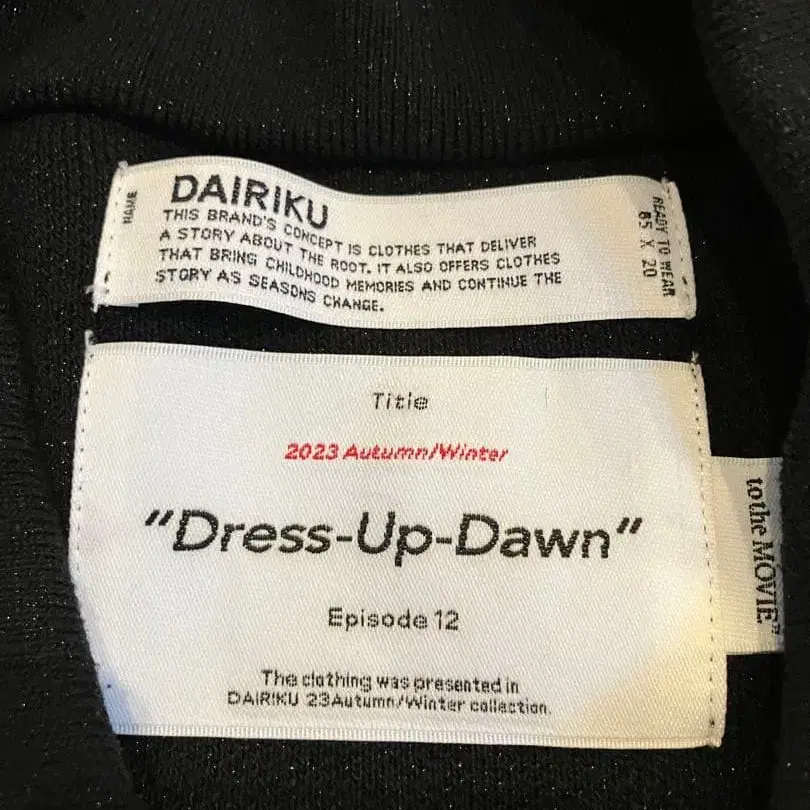 NAME
DAIRIKU
THIS BRAND'S CONCEPT IS CLOTHES THAT DELIVER
A STORY ABOUT THE ROOT. IT ALSO OFFERS CLOTHES
THAT BRING CHILDHOOD MEMORIES AND CONTINUE THE
STORY AS SEASONS CHANGE.
READY TO WEAR
85 X 20
Title
2023 Autumn/Winter
"Dress-Up-Dawn"
Episode 12
The clothing was presented in
DAIRIKU 23Autumn/Winter collection.
to the MOVIE"